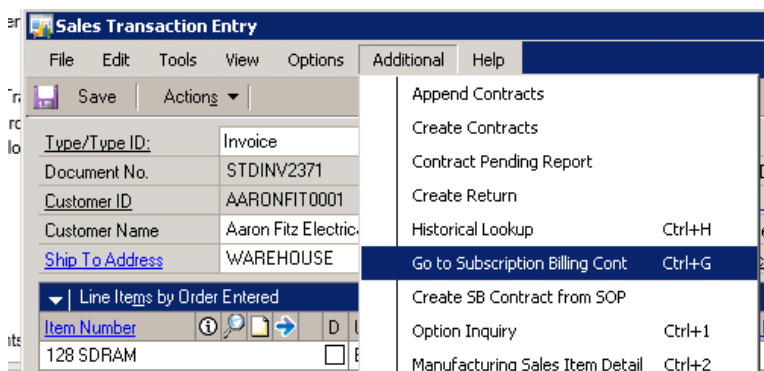 Sales Transaction Entry
File Edit Tools View Options Additional Help
Save Actions
Append Contracts
Create Contracts
Contract Pending Report
Create Return
Historical Lookup Ctrl+H
Go to Subscription Billing Cont Ctrl+G
Create SB Contract from SOP
Option Inquiry Ctrl+1
Manufacturing Sales Item Detail Ctrl+2
Type/Type ID: Invoice
Document No. STDINV2371
Customer ID AARONFIT0001
Customer Name Aaron Fitz Electric
Ship To Address WAREHOUSE
Line Items by Order Entered
Item Number D
128 SDRAM